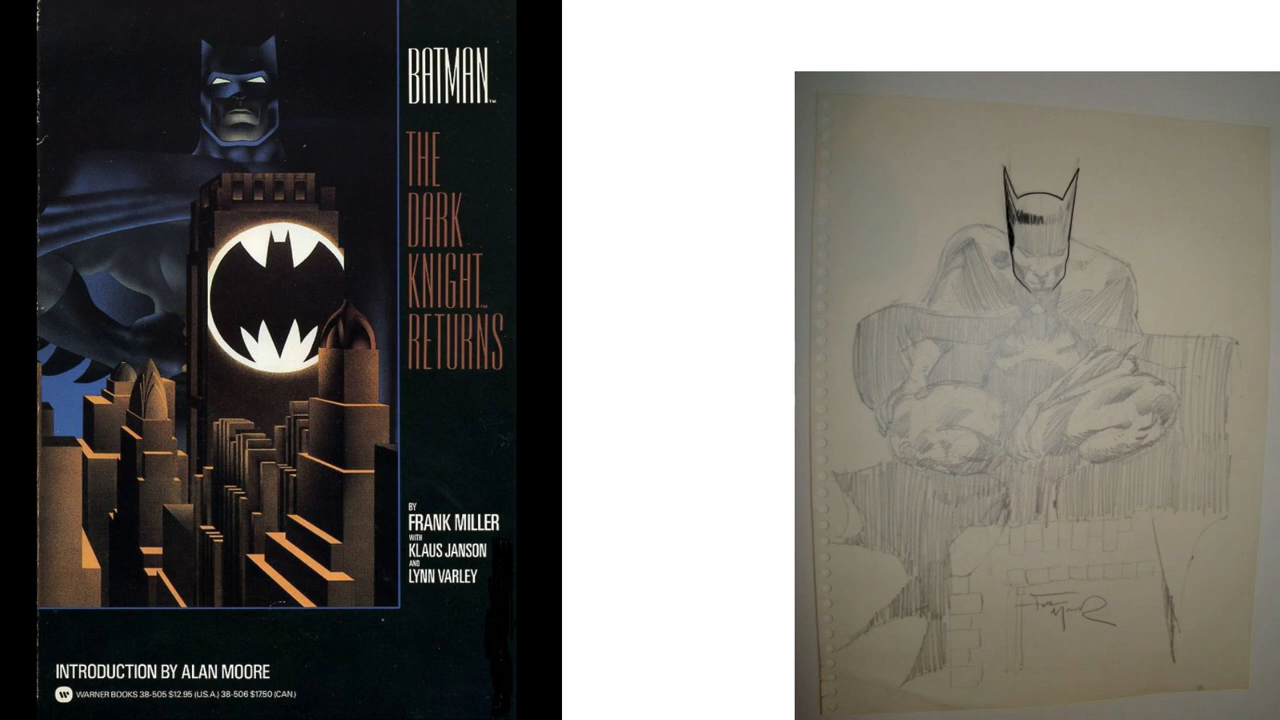 BATMAN™
THE
DARK
KNIGHT™
RETURNS
BY
FRANK MILLER
WITH
KLAUS JANSON
AND
LYNN VARLEY
INTRODUCTION BY ALAN MOORE
W WARNER BOOKS 38-505 $12.95 (U.S.A.) 38-506 $17.50 (CAN.)